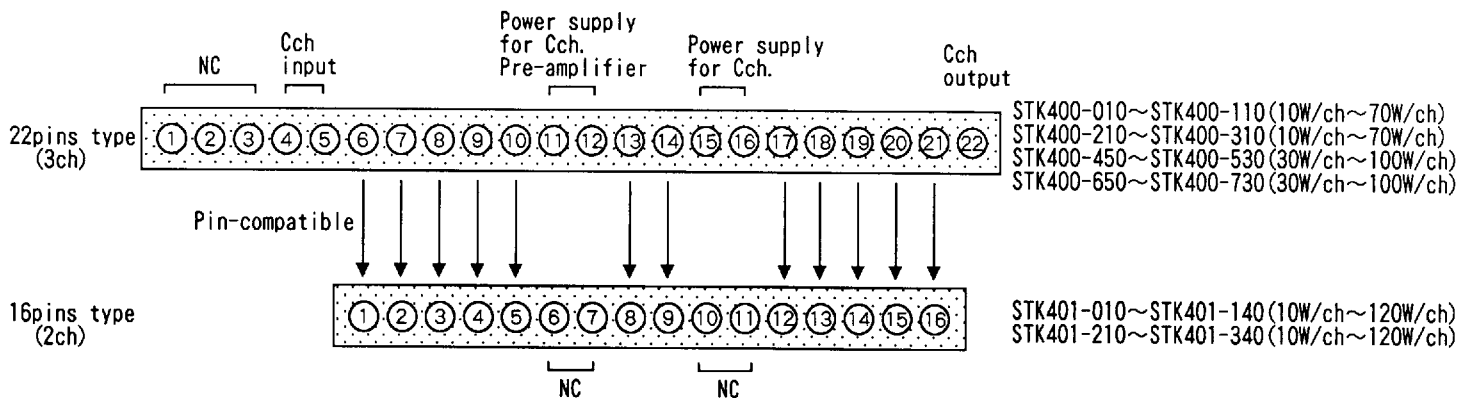 Power supply
for Cch.
Pre-amplifier
Cch
input
NC
Power supply
for Cch.
Cch
output
22pins type
(3ch)
1 2 3 4 5 6 7 8 9 10 11 12 13 14 15 16 17 18 19 20 21 22
STK400-010~STK400-110(10W/ch~70W/ch)
STK400-210~STK400-310(10W/ch~70W/ch)
STK400-450~STK400-530(30W/ch~100W/ch)
STK400-650~STK400-730(30W/ch~100W/ch)
Pin-compatible
16pins type
(2ch)
1 2 3 4 5 6 7 8 9 10 11 12 13 14 15 16
STK401-010~STK401-140(10W/ch~120W/ch)
STK401-210~STK401-340(10W/ch~120W/ch)
NC
NC